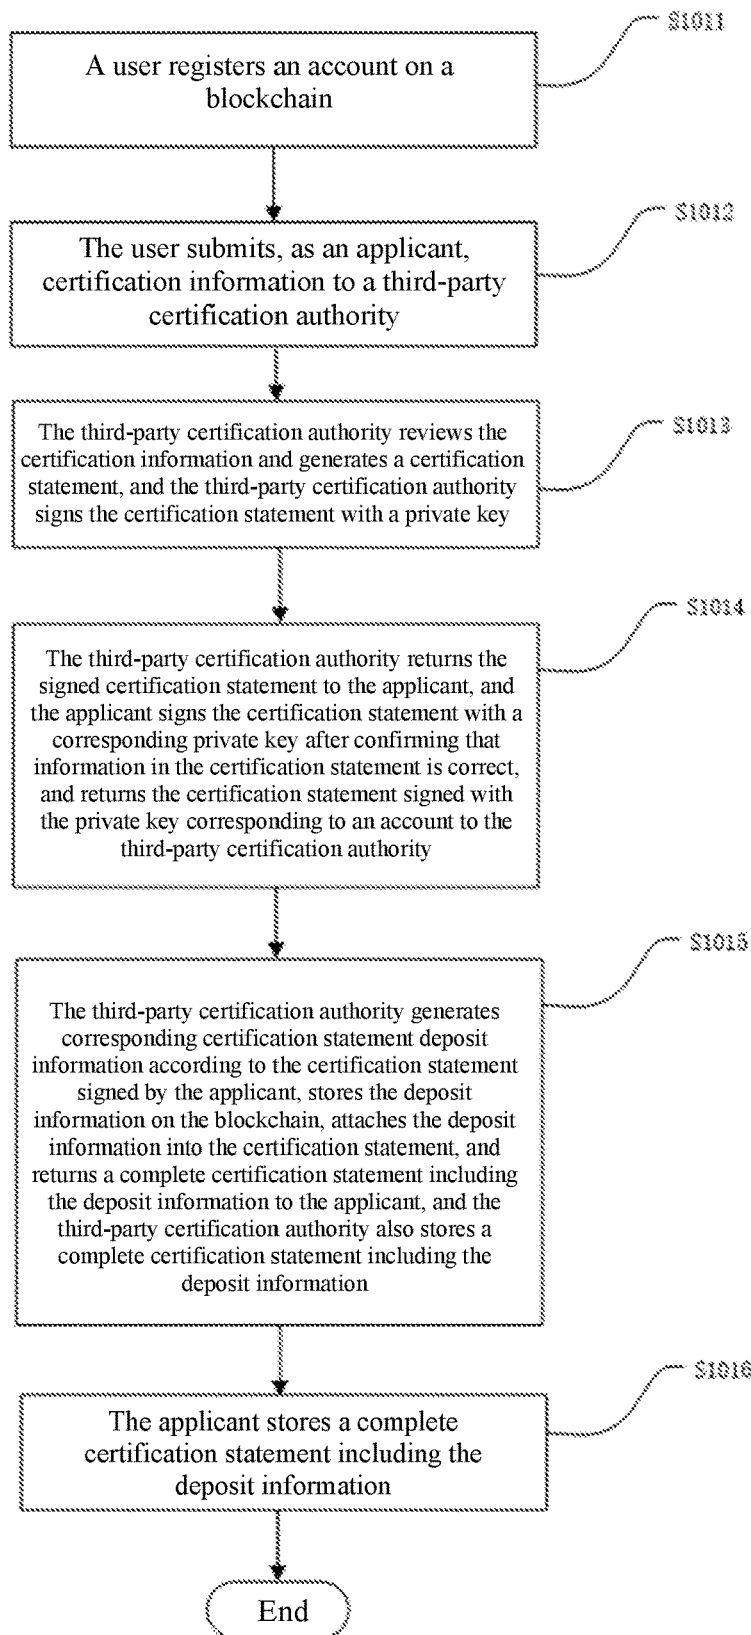 S1011
A user registers an account on a
blockchain
S1012
The user submits, as an applicant,
certification information to a third-party
certification authority
S1013
The third-party certification authority reviews the
certification information and generates a certification
statement, and the third-party certification authority
signs the certification statement with a private key
S1014
The third-party certification authority returns the
signed certification statement to the applicant, and
the applicant signs the certification statement with a
corresponding private key after confirming that
information in the certification statement is correct,
and returns the certification statement signed with
the private key corresponding to an account to the
third-party certification authority
S1015
The third-party certification authority generates
corresponding certification statement deposit
information according to the certification statement
signed by the applicant, stores the deposit
information on the blockchain, attaches the deposit
information into the certification statement, and
returns a complete certification statement including
the deposit information to the applicant, and the
third-party certification authority also stores a
complete certification statement including the
deposit information
S1016
The applicant stores a complete
certification statement including the
deposit information
End